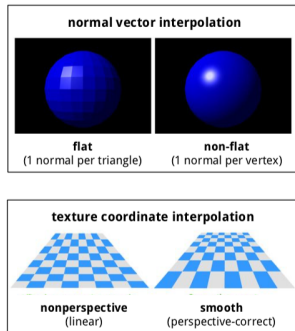 normal vector interpolation
flat
non-flat
(1 normal per triangle)
(1 normal per vertex)
texture coordinate interpolation
nonperspective
smooth
(linear)
(perspective-correct)